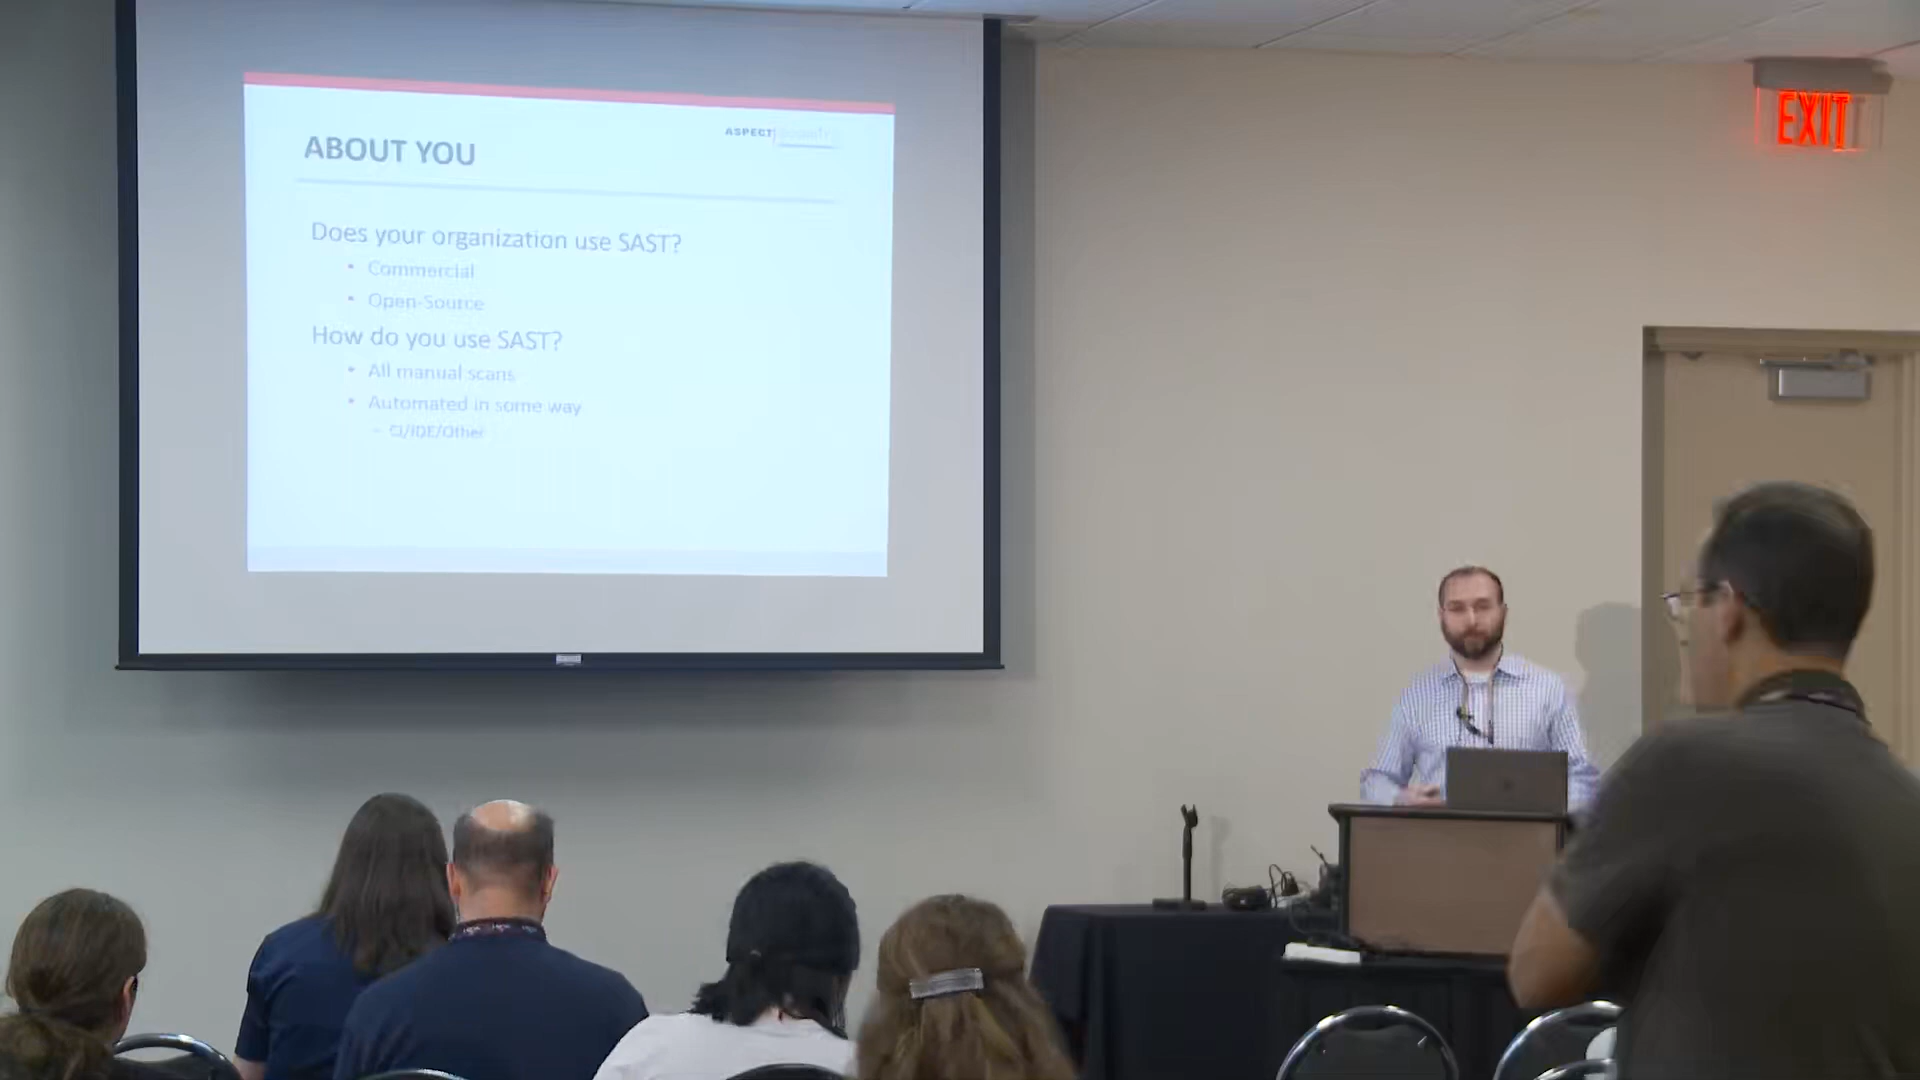 ABOUT YOU
ASPECT
Does your organization use SAST?
• Commercial
• Open-Source
How do you use SAST?
• All manual scans
• Automated in some way
– CI/IDE/Other
EXIT